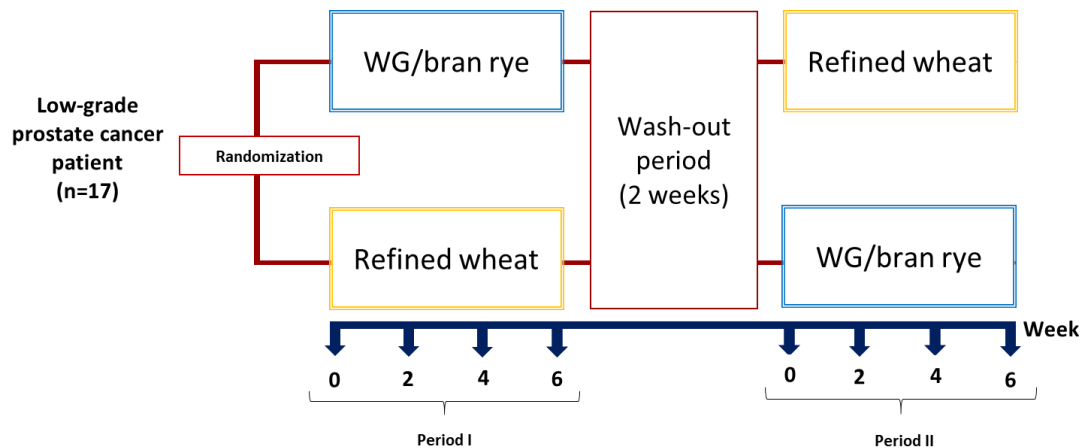 Low-grade
prostate cancer
patient
(n=17)
Randomization
WG/bran rye
Refined wheat
Wash-out
period
(2 weeks)
Refined wheat
WG/bran rye
Week
0 2 4 6
0 2 4 6
Period I
Period II